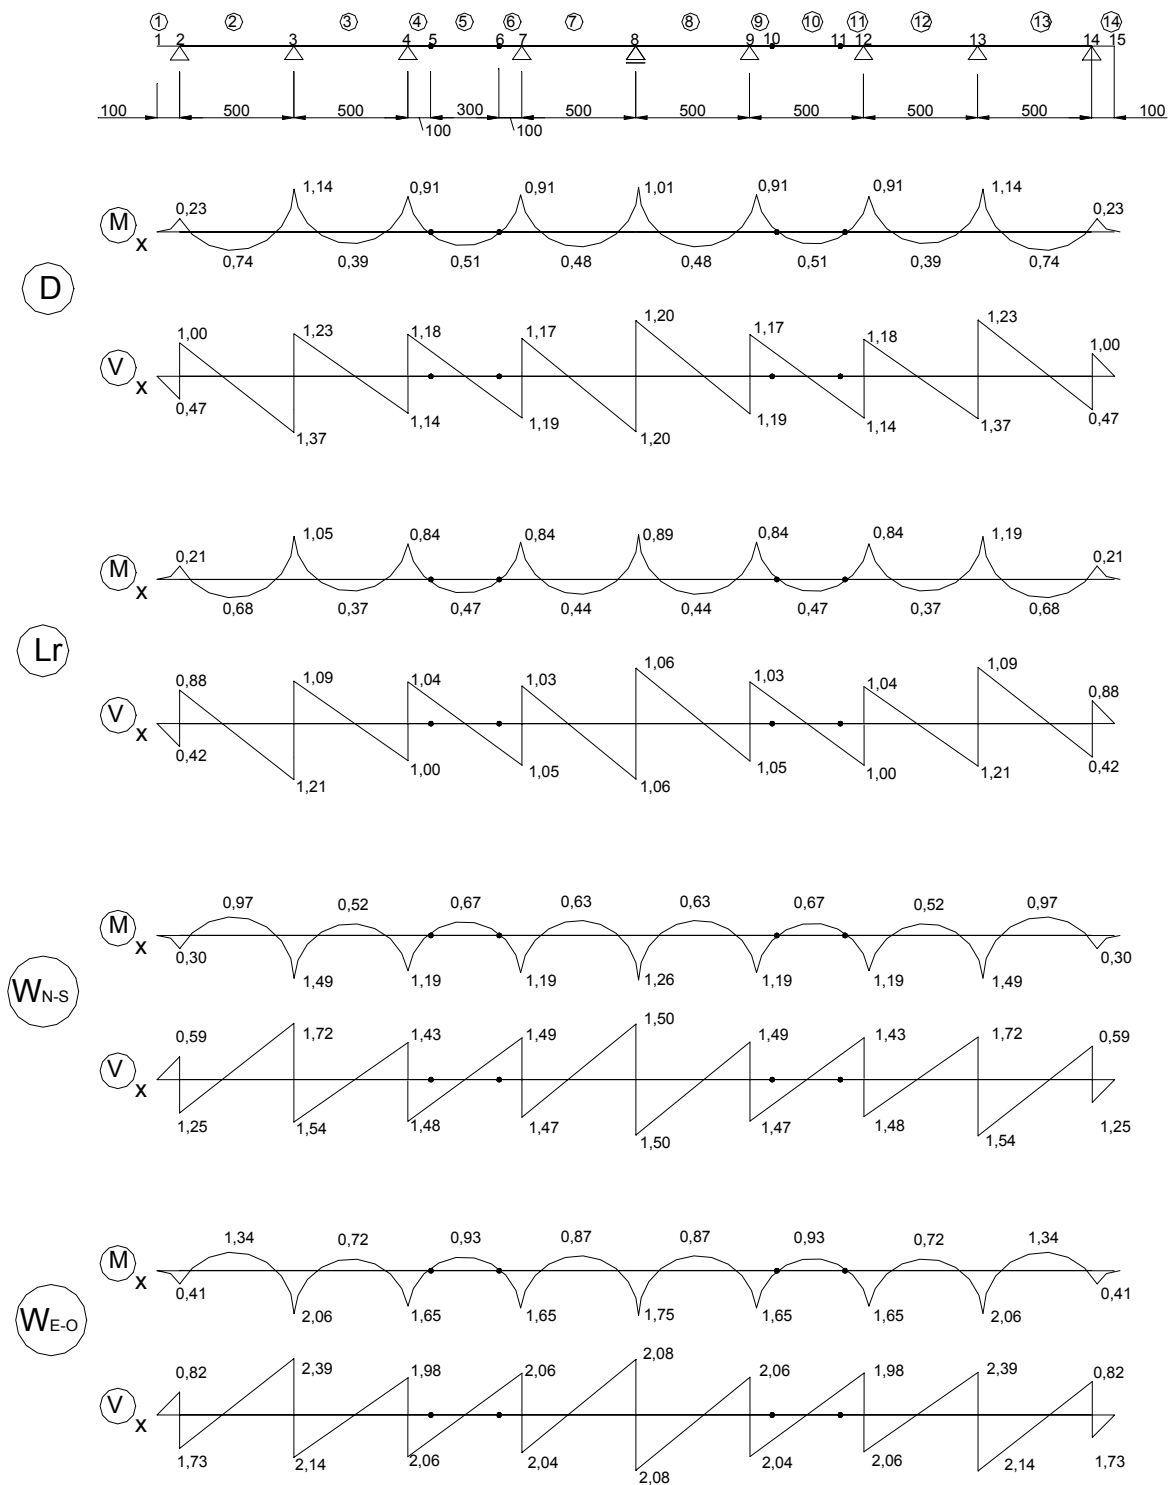 1 2 3 4 5 6 7 8 9 10 11 12 13 14
1 2 3 4 5 6 7 8 9 10 11 12 13 14 15
100 500 500 300 500 500 500 500 500 100
100 100
1,14 0,91 0,91 1,01 0,91 0,91 1,14
0,23 0,23
M x
0,74 0,39 0,51 0,48 0,48 0,51 0,39 0,74
D
1,00 1,23 1,18 1,17 1,20 1,17 1,18 1,23 1,00
V x
0,47 1,37 1,14 1,19 1,20 1,19 1,14 1,37 0,47
1,05 0,84 0,84 0,89 0,84 0,84 1,19
0,21 0,21
M x
0,68 0,37 0,47 0,44 0,44 0,47 0,37 0,68
Lr
0,88 1,09 1,04 1,03 1,06 1,03 1,04 1,09 0,88
V x
0,42 1,21 1,00 1,05 1,06 1,05 1,00 1,21 0,42
0,97 0,52 0,67 0,63 0,63 0,67 0,52 0,97
M x
0,30 1,49 1,19 1,19 1,26 1,19 1,19 1,49 0,30
WN-S
0,59 1,72 1,43 1,49 1,50 1,49 1,43 1,72 0,59
V x
1,25 1,54 1,48 1,47 1,50 1,47 1,48 1,54 1,25
1,34 0,72 0,93 0,87 0,87 0,93 0,72 1,34
M x
0,41 2,06 1,65 1,65 1,75 1,65 1,65 2,06 0,41
WE-O
0,82 2,39 1,98 2,06 2,08 2,06 1,98 2,39 0,82
V x
1,73 2,14 2,06 2,04 2,08 2,04 2,06 2,14 1,73